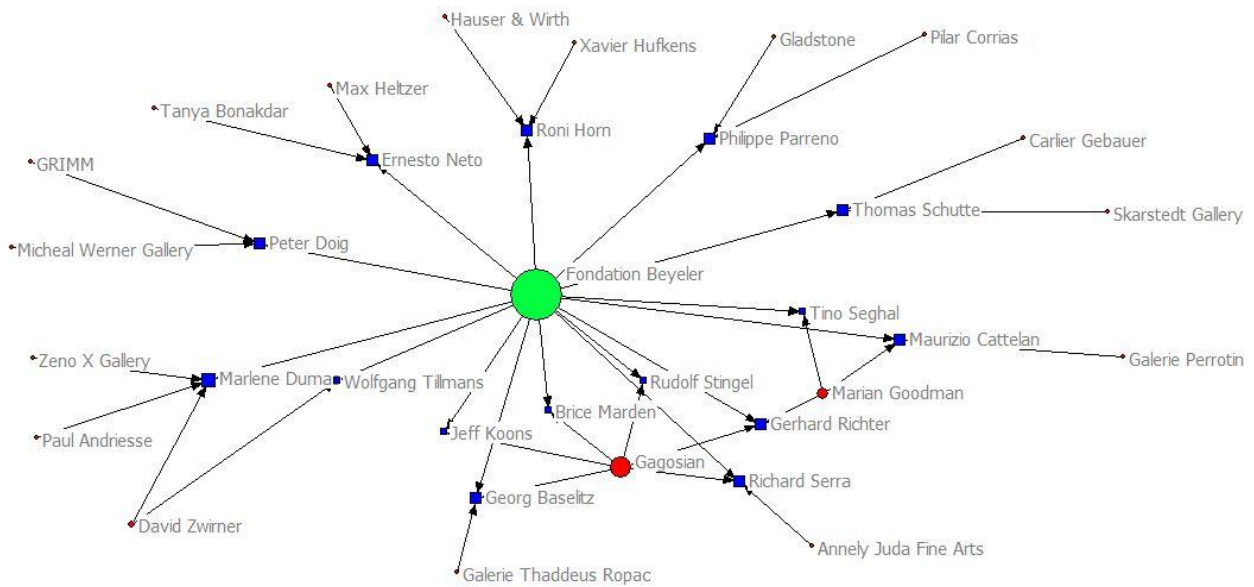 Hauser & Wirth
Xavier Hufkens
Gladstone
Pilar Corrias
Max Heltzer
Tanya Bonakdar
Roni Horn
Philippe Parreno
Carlier Gebauer
GRIMM
Ernesto Neto
Thomas Schutte
Skarstedt Gallery
Micheal Werner Gallery
Peter Doig
Fondation Beyeler
Tino Seghal
Maurizio Cattelan
Galerie Perrotin
Zeno X Gallery
Marlene Duma
Wolfgang Tillmans
Rudolf Stingel
Marian Goodman
Brice Marden
Gerhard Richter
Paul Andriesse
Jeff Koons
Gagosian
Richard Serra
Georg Baselitz
David Zwirner
Annely Juda Fine Arts
Galerie Thaddeus Ropac